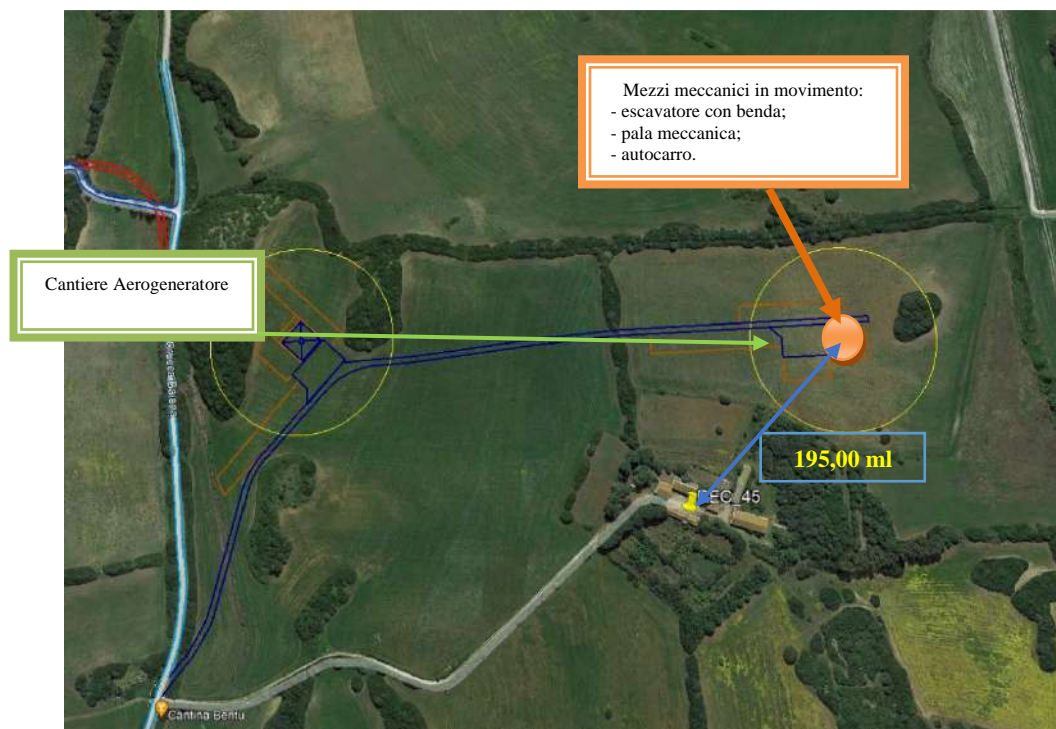 Mezzi meccanici in movimento:
- escavatore con benda;
- pala meccanica;
- autocarro.
Cantiere Aerogeneratore
195,00 ml
EC_45
Cantina Bentu